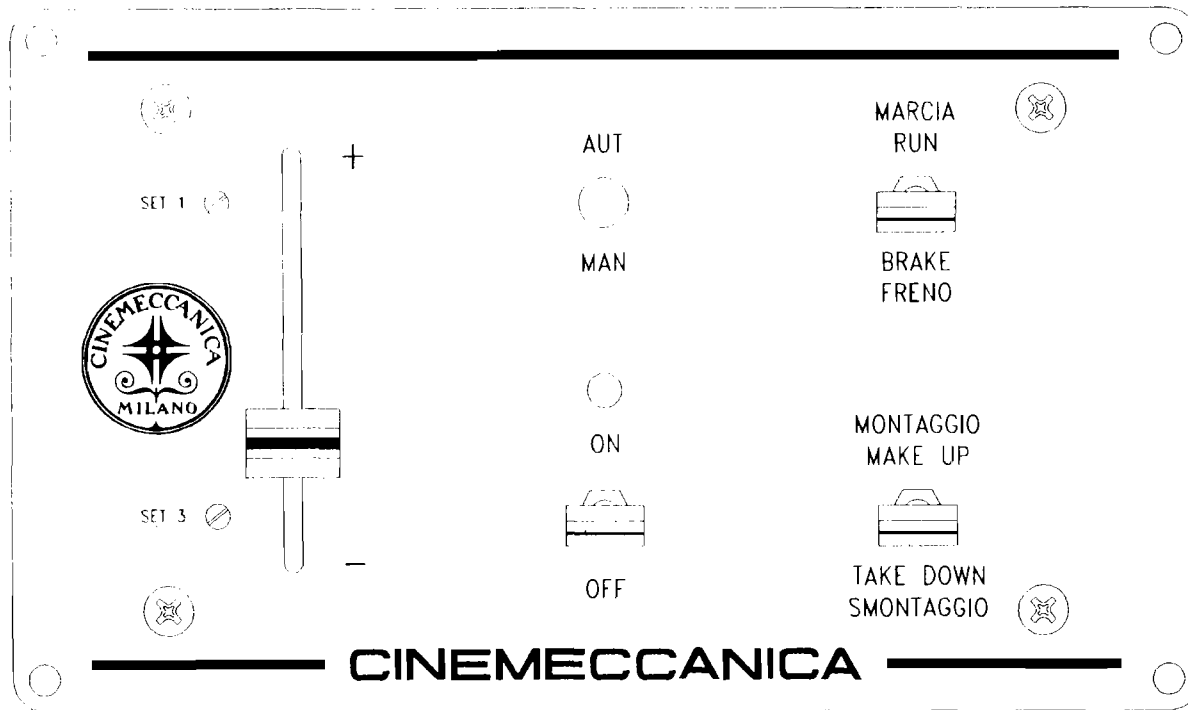 SET 1
+
CINEMECCANICA
MILANO
SET 3
−
AUT
MAN
ON
OFF
MARCIA
RUN
BRAKE
FRENO
MONTAGGIO
MAKE UP
TAKE DOWN
SMONTAGGIO
CINEMECCANICA